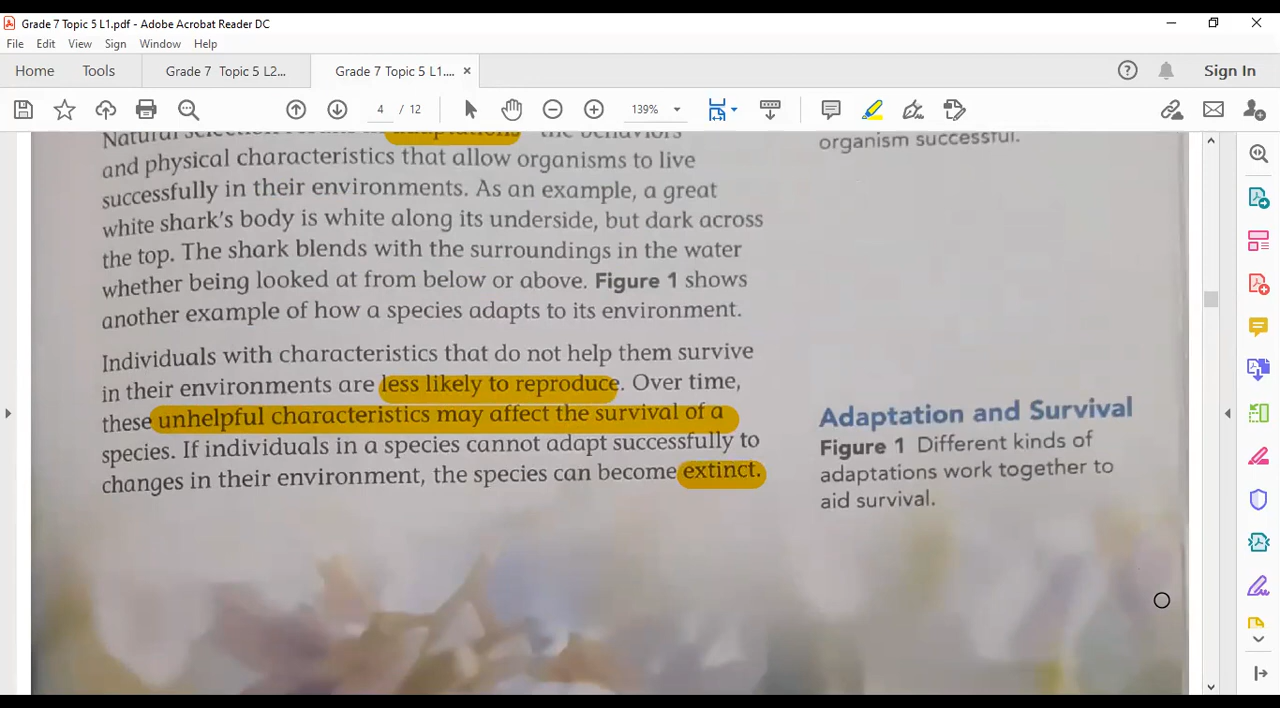 Grade 7 Topic 5 L1.pdf - Adobe Acrobat Reader DC
File Edit View Sign Window Help
Home Tools Grade 7 Topic 5 L2... Grade 7 Topic 5 L1.... × Sign In
4 / 12 139%
Natural selection results in adaptations the behaviors
and physical characteristics that allow organisms to live
successfully in their environments. As an example, a great
white shark's body is white along its underside, but dark across
the top. The shark blends with the surroundings in the water
whether being looked at from below or above. Figure 1 shows
another example of how a species adapts to its environment.
Individuals with characteristics that do not help them survive
in their environments are less likely to reproduce. Over time,
these unhelpful characteristics may affect the survival of a
species. If individuals in a species cannot adapt successfully to
changes in their environment, the species can become extinct.
organism successful.
Adaptation and Survival
Figure 1 Different kinds of
adaptations work together to
aid survival.